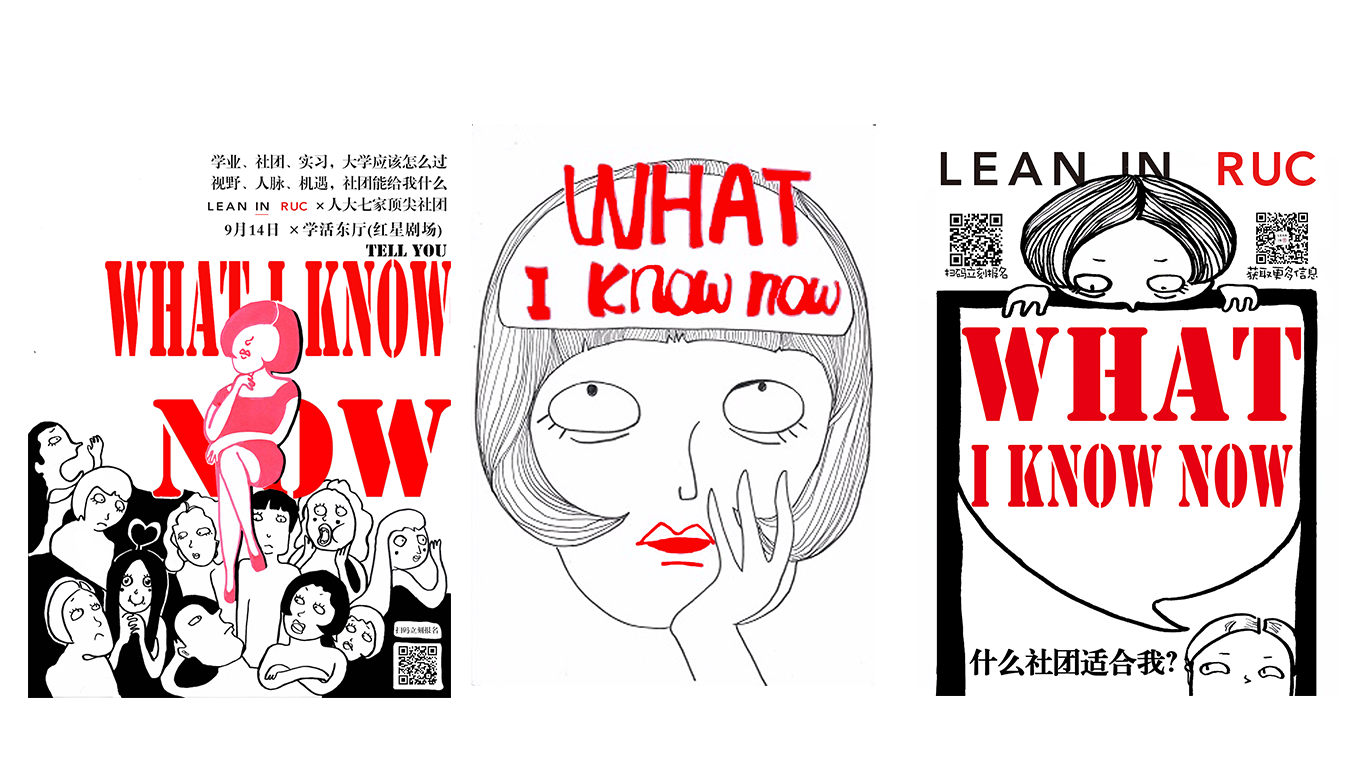 学业、社团、实习，大学应该怎么过
视野、人脉、机遇，社团能给我什么
LEAN IN RUC × 人大七家顶尖社团
9月14日 ×学活东厅(红星剧场)
TELL YOU
WHAT I KNOW
NOW
扫码立刻报名
WHAT
I KNOW NOW
LEAN IN RUC
扫码立刻报名
获取更多信息
WHAT
I KNOW NOW
什么社团适合我?